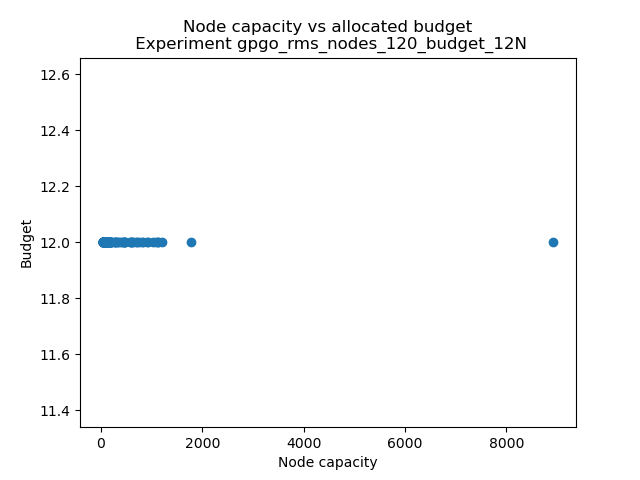 Node capacity vs allocated budget
Experiment gpgo_rms_nodes_120_budget_12N
12.6
12.4
12.2
12.0
11.8
11.6
11.4
Budget
0 2000 4000 6000 8000
Node capacity